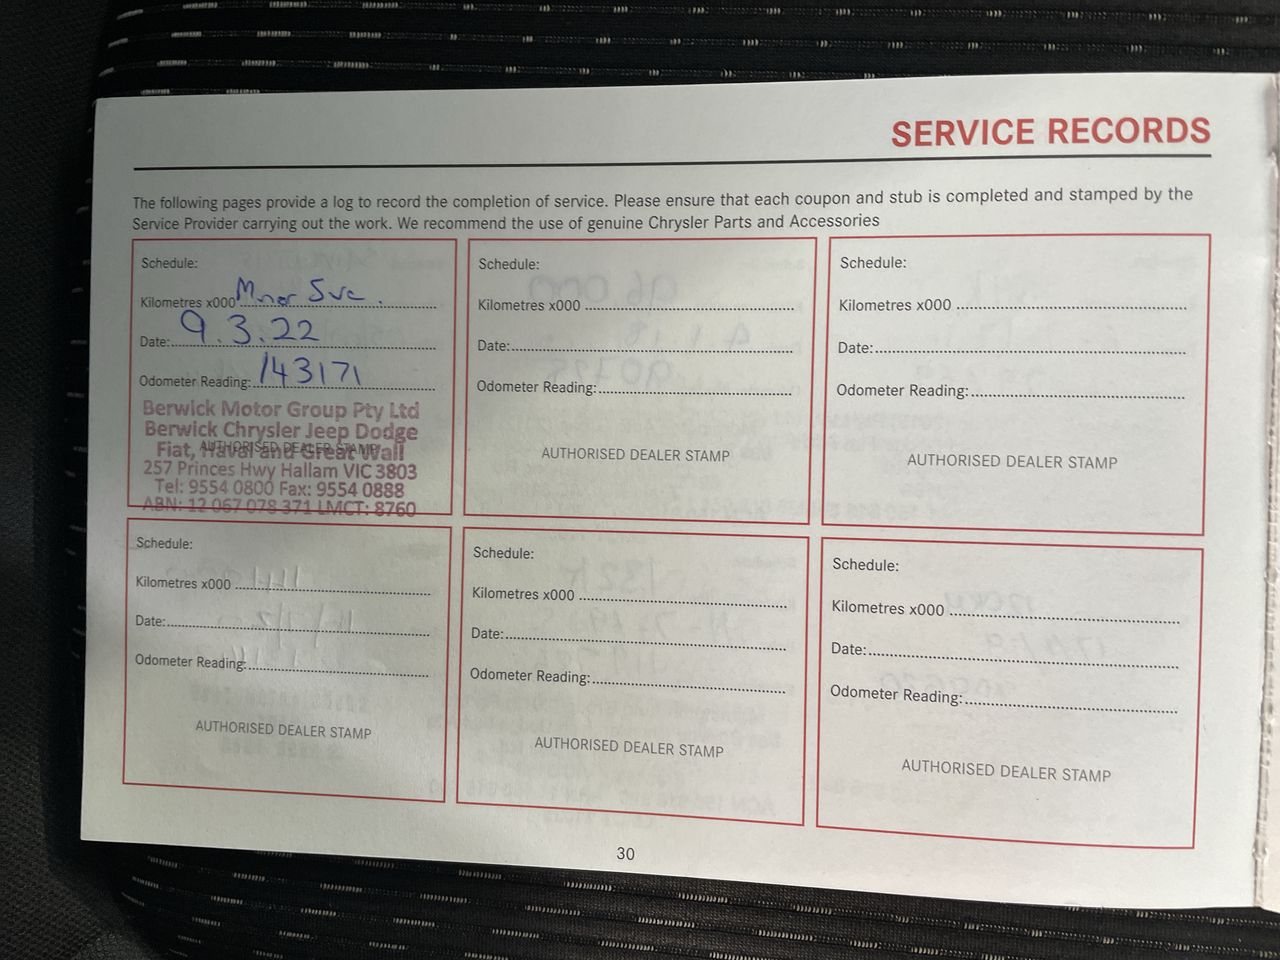 SERVICE RECORDS
The following pages provide a log to record the completion of service. Please ensure that each coupon and stub is completed and stamped by the
Service Provider carrying out the work. We recommend the use of genuine Chrysler Parts and Accessories
Schedule:
Kilometres x000 Minor Svc.
Date: 9.3.22
Odometer Reading: 143171
Berwick Motor Group Pty Ltd
Berwick Chrysler Jeep Dodge
AUTHORISED DEALER STAMP
Fiat, Haval and Great Wall
257 Princes Hwy Hallam VIC 3803
Tel: 9554 0800 Fax: 9554 0888
ABN: 12 067 078 371 LMCT: 8760
Schedule:
Kilometres x000
Date:
Odometer Reading:
AUTHORISED DEALER STAMP
Schedule:
Kilometres x000
Date:
Odometer Reading:
AUTHORISED DEALER STAMP
Schedule:
Kilometres x000
Date:
Odometer Reading:
AUTHORISED DEALER STAMP
Schedule:
Kilometres x000
Date:
Odometer Reading:
AUTHORISED DEALER STAMP
Schedule:
Kilometres x000
Date:
Odometer Reading:
AUTHORISED DEALER STAMP
30